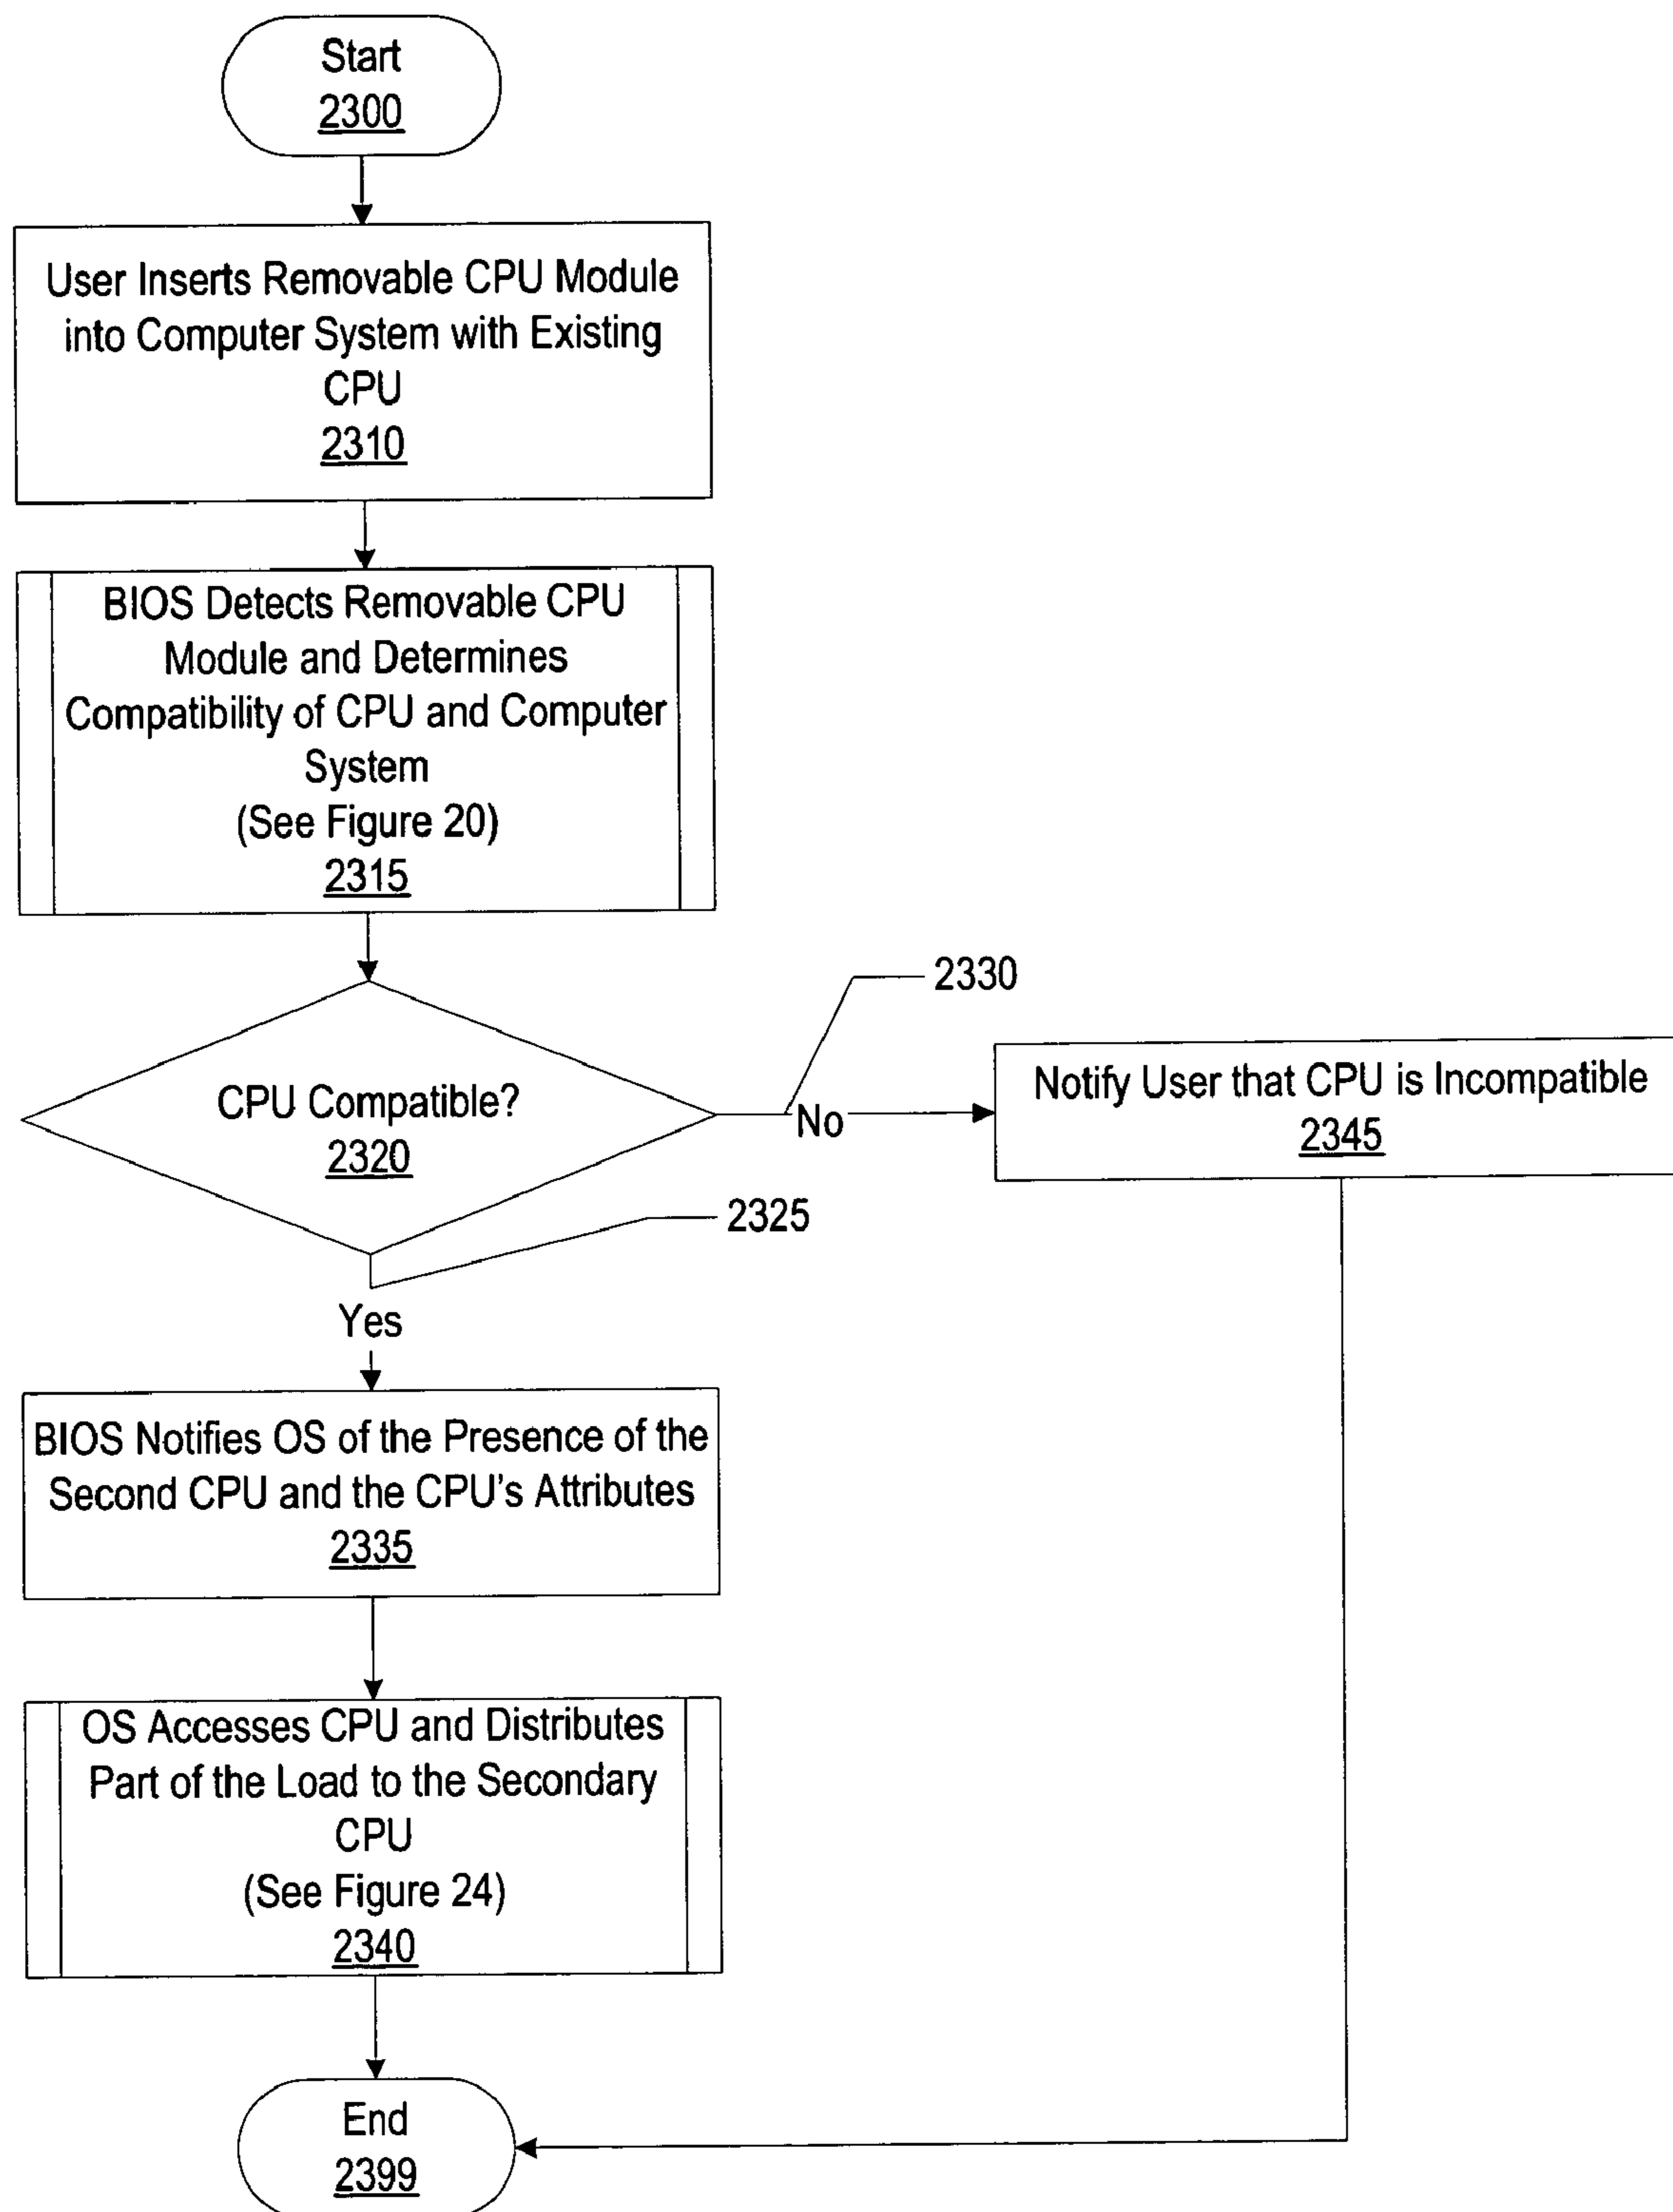 Start
2300
User Inserts Removable CPU Module
into Computer System with Existing
CPU
2310
BIOS Detects Removable CPU
Module and Determines
Compatibility of CPU and Computer
System
(See Figure 20)
2315
CPU Compatible?
2320
2330
No
Notify User that CPU is Incompatible
2345
2325
Yes
BIOS Notifies OS of the Presence of the
Second CPU and the CPU's Attributes
2335
OS Accesses CPU and Distributes
Part of the Load to the Secondary
CPU
(See Figure 24)
2340
End
2399